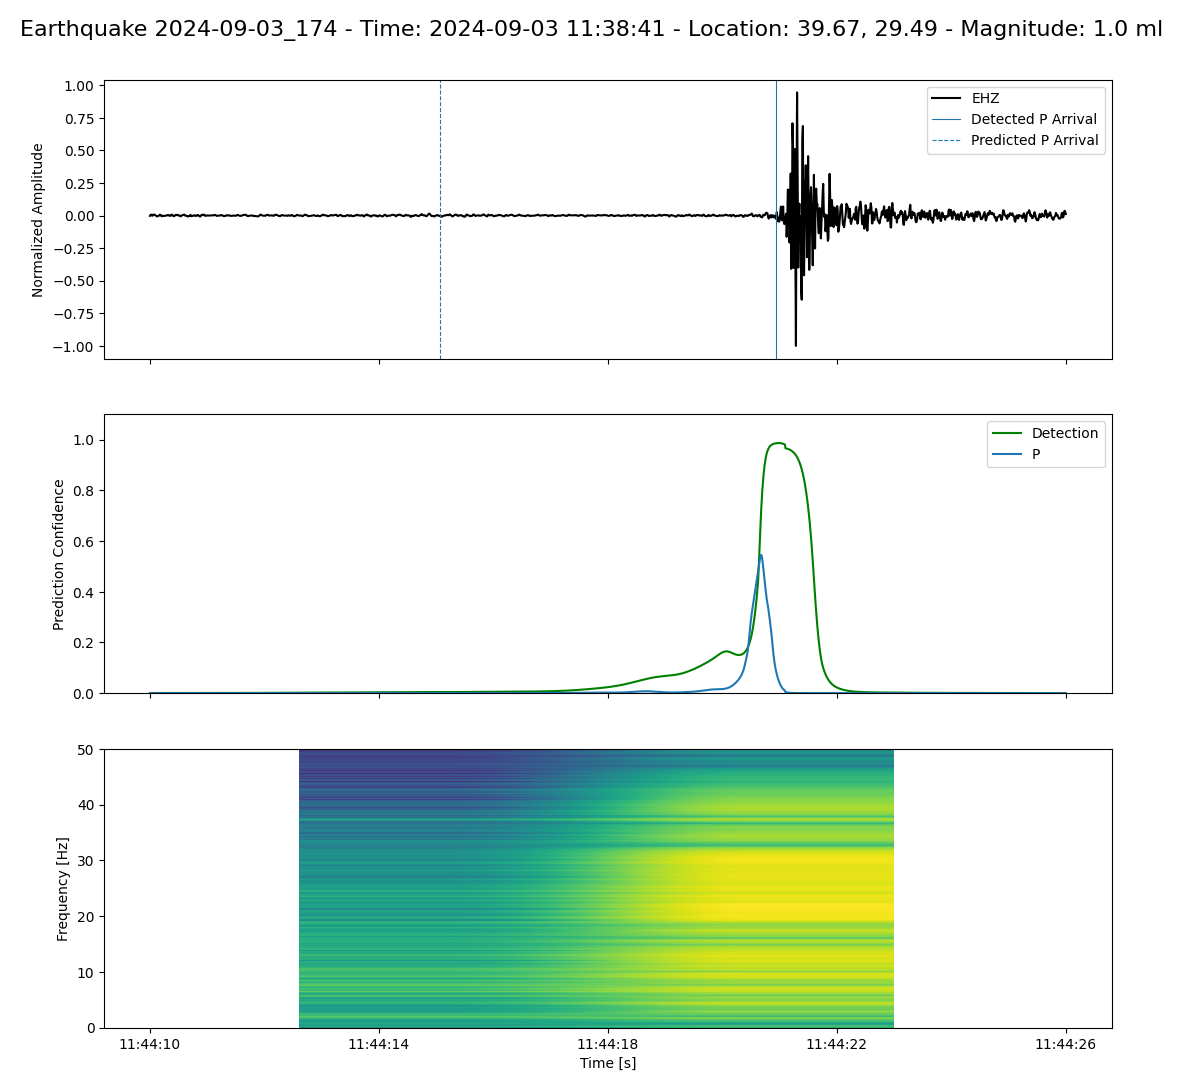 Earthquake 2024-09-03_174 - Time: 2024-09-03 11:38:41 - Location: 39.67, 29.49 - Magnitude: 1.0 ml
1.00
0.75
0.50
0.25
0.00
−0.25
−0.50
−0.75
−1.00
Normalized Amplitude
EHZ
Detected P Arrival
Predicted P Arrival
1.0
0.8
0.6
0.4
0.2
0.0
Prediction Confidence
Detection
P
50
40
30
20
10
0
Frequency [Hz]
11:44:10
11:44:14
11:44:18
11:44:22
11:44:26
Time [s]